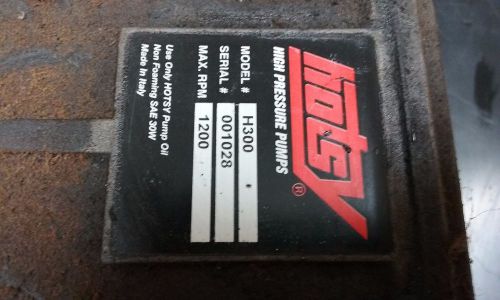 hotsy®
HIGH PRESSURE PUMPS
MODEL # H300
SERIAL # 001028
MAX. RPM 1200
Use Only HOTSY Pump Oil
Non Foaming SAE 30W
Made In Italy